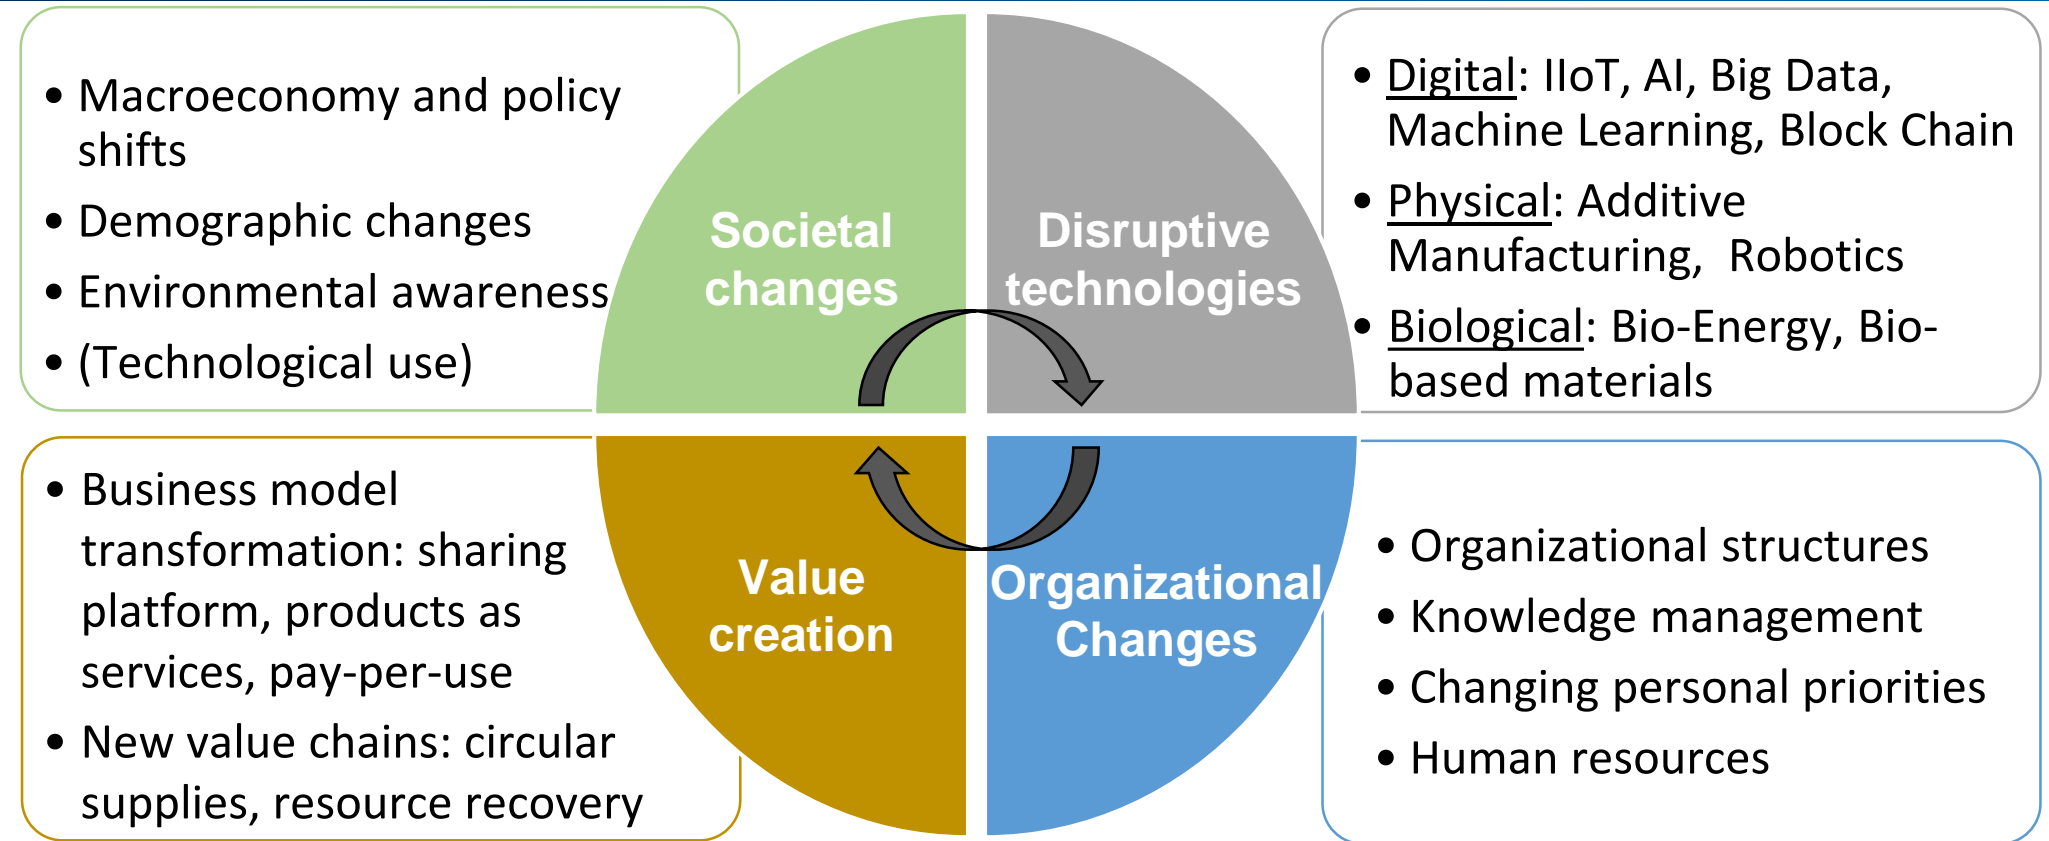 • Macroeconomy and policy
shifts
• Demographic changes
• Environmental awareness
• (Technological use)
Societal
changes
Disruptive
technologies
• Digital: IIoT, AI, Big Data,
Machine Learning, Block Chain
• Physical: Additive
Manufacturing,  Robotics
• Biological: Bio-Energy, Bio-
based materials
• Business model
transformation: sharing
platform, products as
services, pay-per-use
• New value chains: circular
supplies, resource recovery
Value
creation
Organizational
Changes
• Organizational structures
• Knowledge management
• Changing personal priorities
• Human resources